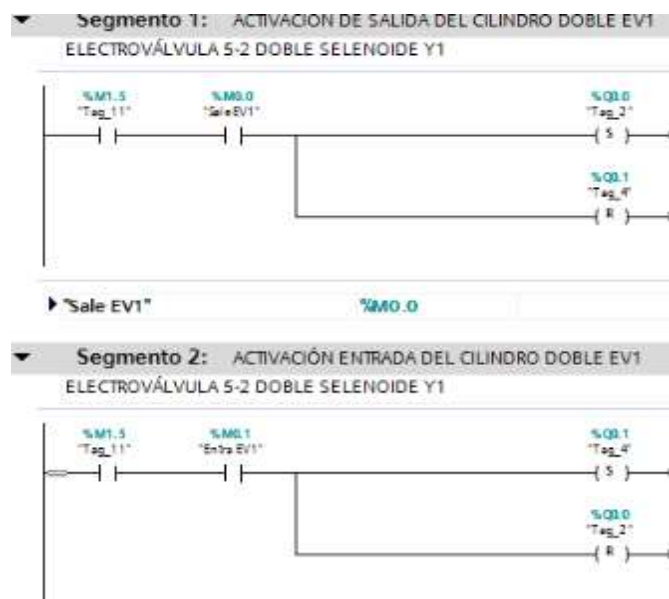 Segmento 1: ACTIVACIÓN DE SALIDA DEL CILINDRO DOBLE EV1
ELECTROVÁLVULA 5-2 DOBLE SELENOIDE Y1
%M1.5 %M0.0 %Q0.0
"Tag_11" "Sale EV1" "Tag_2"
S
%Q0.1
"Tag_4"
R
"Sale EV1" %M0.0
Segmento 2: ACTIVACIÓN ENTRADA DEL CILINDRO DOBLE EV1
ELECTROVÁLVULA 5-2 DOBLE SELENOIDE Y1
%M1.5 %M0.1 %Q0.1
"Tag_11" "Entra EV1" "Tag_4"
S
%Q0.0
"Tag_2"
R